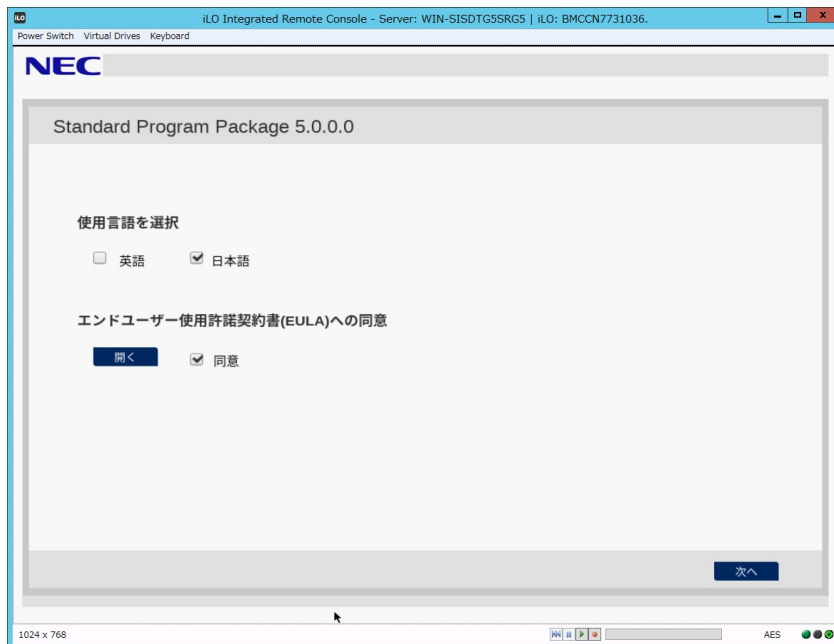 iLO
iLO Integrated Remote Console - Server: WIN-SISDTG5SRG5 | iLO: BMCCN7731036.
Power Switch Virtual Drives Keyboard
NEC
Standard Program Package 5.0.0.0
使用言語を選択
英語 日本語
エンドユーザー使用許諾契約書(EULA)への同意
開く 同意
次へ
1024 x 768 AES